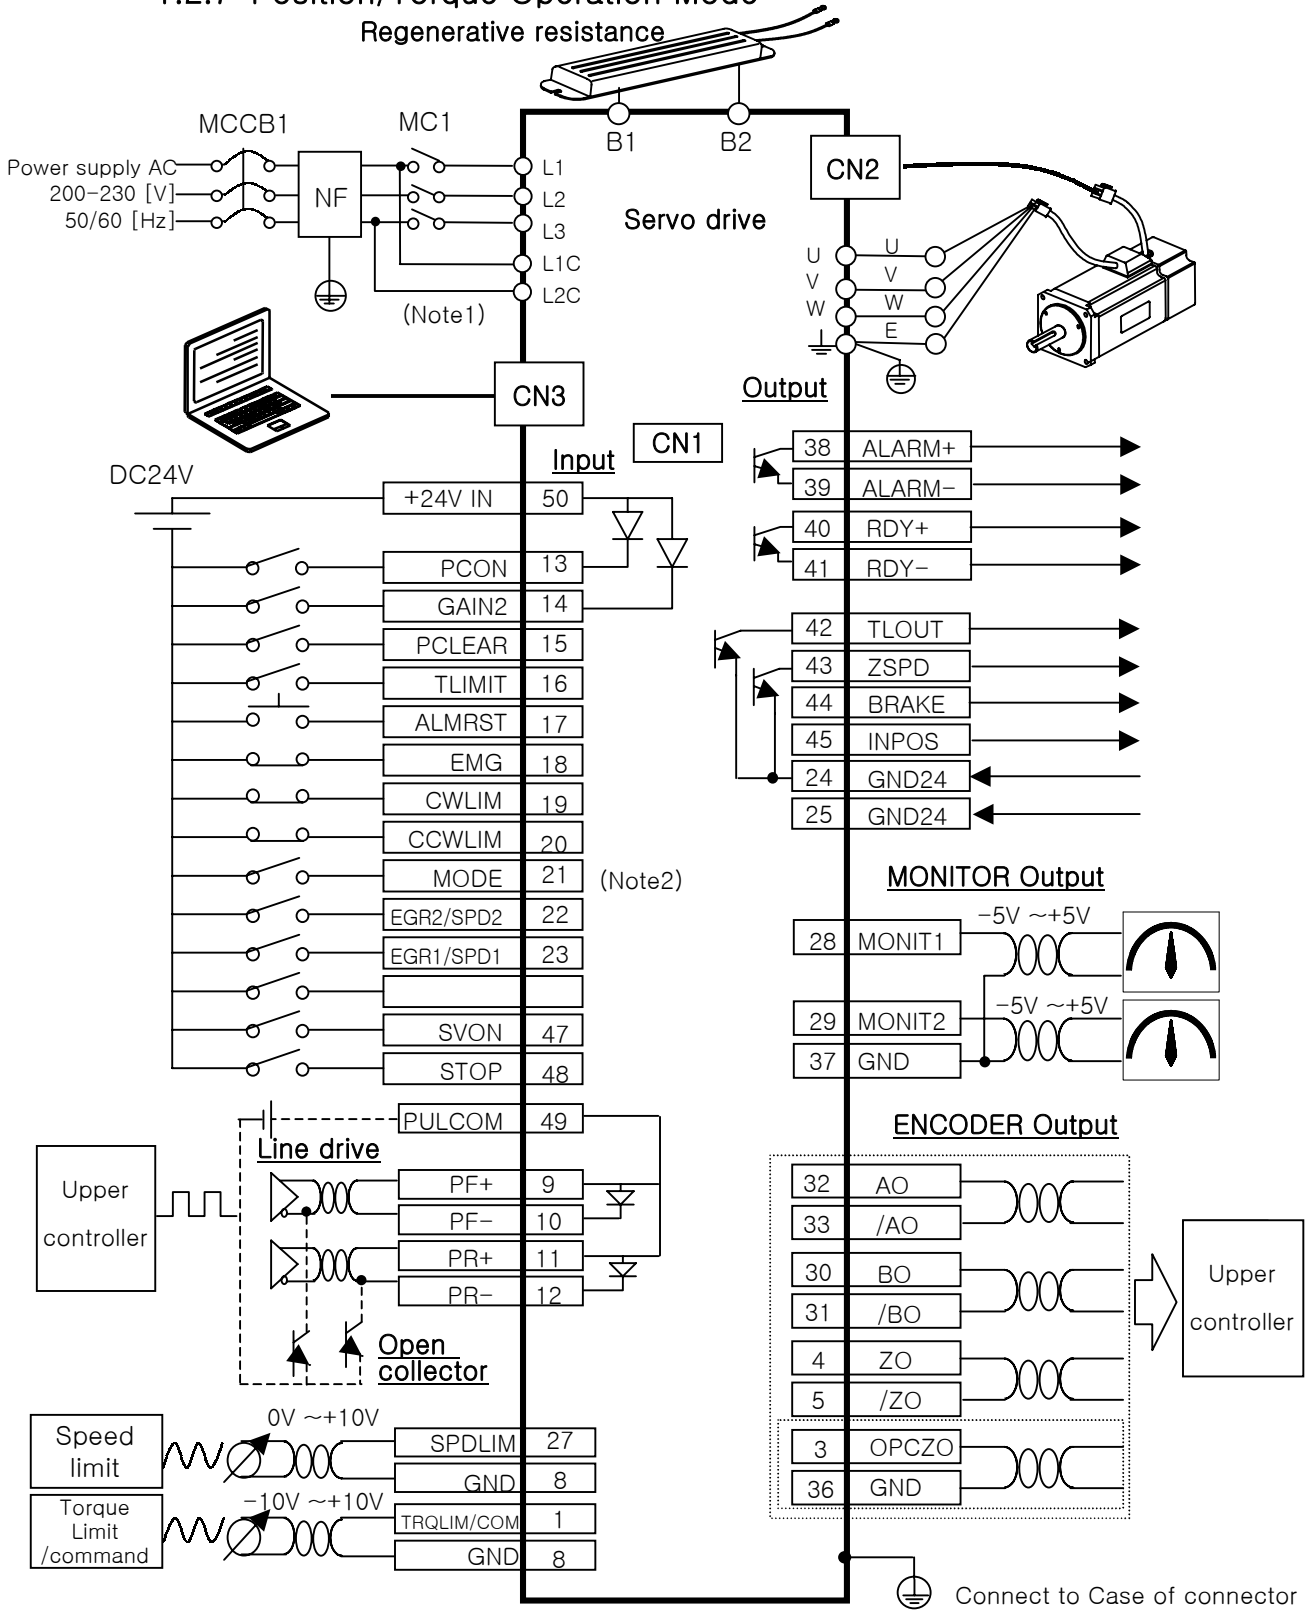 Regenerative resistance
MCCB1
MC1
B1
B2
CN2
Power supply AC
200-230 [V]
50/60 [Hz]
NF
L1
L2
L3
L1C
L2C
(Note1)
Servo drive
U
V
W
U
V
W
E
CN3
Output
CN1
Input
DC24V
+24V IN 50
PCON 13
GAIN2 14
PCLEAR 15
TLIMIT 16
ALMRST 17
EMG 18
CWLIM 19
CCWLIM 20
MODE 21 (Note2)
EGR2/SPD2 22
EGR1/SPD1 23
SVON 47
STOP 48
PULCOM 49
Line drive
Upper
controller
PF+ 9
PF- 10
PR+ 11
PR- 12
Open
collector
Speed
limit
0V ~+10V
SPDLIM 27
GND 8
Torque
Limit
/command
-10V ~+10V
TRQLIM/COM 1
GND 8
38 ALARM+
39 ALARM-
40 RDY+
41 RDY-
42 TLOUT
43 ZSPD
44 BRAKE
45 INPOS
24 GND24
25 GND24
MONITOR Output
-5V ~+5V
28 MONIT1
-5V ~+5V
29 MONIT2
37 GND
ENCODER Output
32 AO
33 /AO
30 BO
31 /BO
4 ZO
5 /ZO
3 OPCZO
36 GND
Upper
controller
Connect to Case of connector